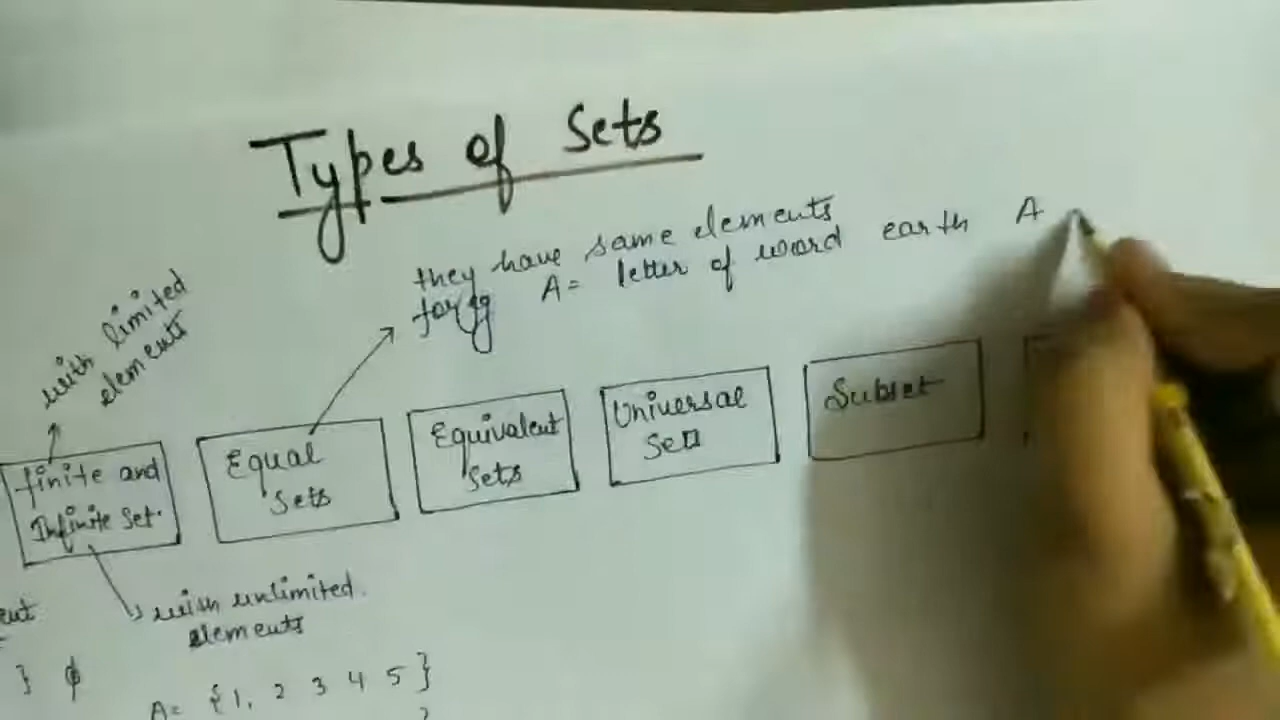 Types of Sets
they have same elements
for eg A= letter of word earth A
with limited
elements
finite and
Infinite Set.
Equal
Sets
Equivalent
Sets
Universal
Set
Subset
with unlimited.
elements
} ϕ
A= {1, 2 3 4 5 }
}